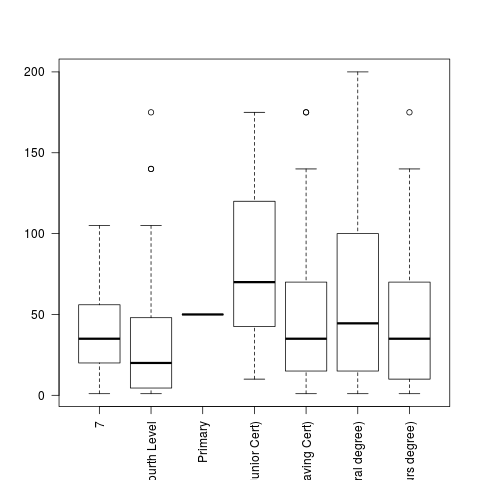 200
150
100
50
0
7
ourth Level
Primary
unior Cert)
aving Cert)
ral degree)
urs degree)